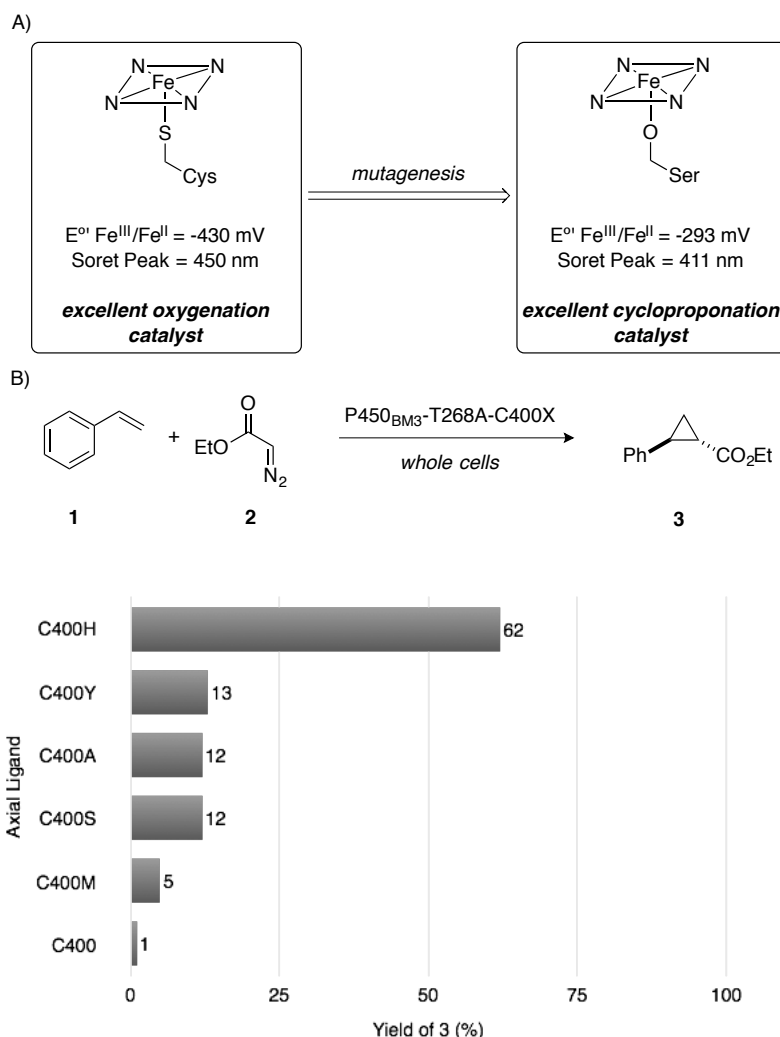 A)
N N
Fe
N N
S
Cys
E°' Feᴵᴵᴵ/Feᴵᴵ = -430 mV
Soret Peak = 450 nm
excellent oxygenation
catalyst
mutagenesis
N N
Fe
N N
O
Ser
E°' Feᴵᴵᴵ/Feᴵᴵ = -293 mV
Soret Peak = 411 nm
excellent cycloproponation
catalyst
B)
1
+
O
EtO
N₂
2
P450BM3-T268A-C400X
whole cells
Ph
CO₂Et
3
Axial Ligand
C400H 62
C400Y 13
C400A 12
C400S 12
C400M 5
C400 1
0 25 50 75 100
Yield of 3 (%)